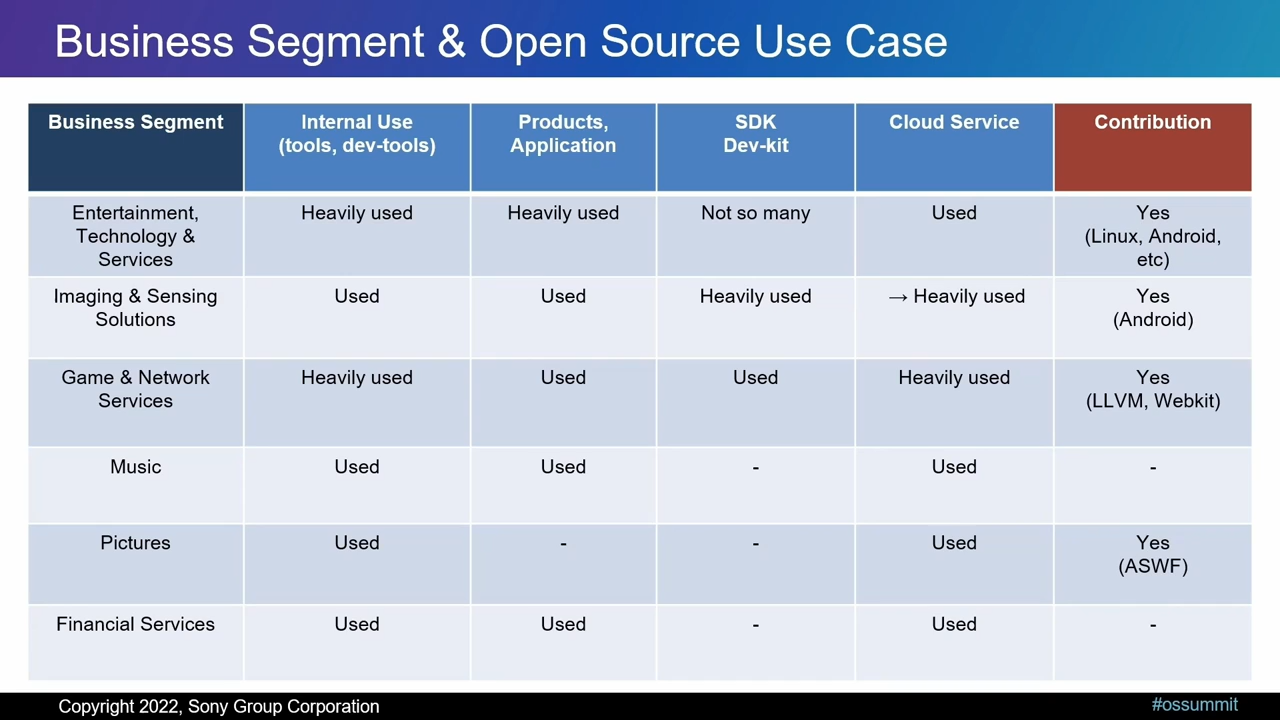 Business Segment & Open Source Use Case
Business Segment
Internal Use
(tools, dev-tools)
Products,
Application
SDK
Dev-kit
Cloud Service
Contribution
Entertainment,
Technology &
Services
Heavily used
Heavily used
Not so many
Used
Yes
(Linux, Android,
etc)
Imaging & Sensing
Solutions
Used
Used
Heavily used
→ Heavily used
Yes
(Android)
Game & Network
Services
Heavily used
Used
Used
Heavily used
Yes
(LLVM, Webkit)
Music
Used
Used
-
Used
-
Pictures
Used
-
-
Used
Yes
(ASWF)
Financial Services
Used
Used
-
Used
-
Copyright 2022, Sony Group Corporation
#ossummit